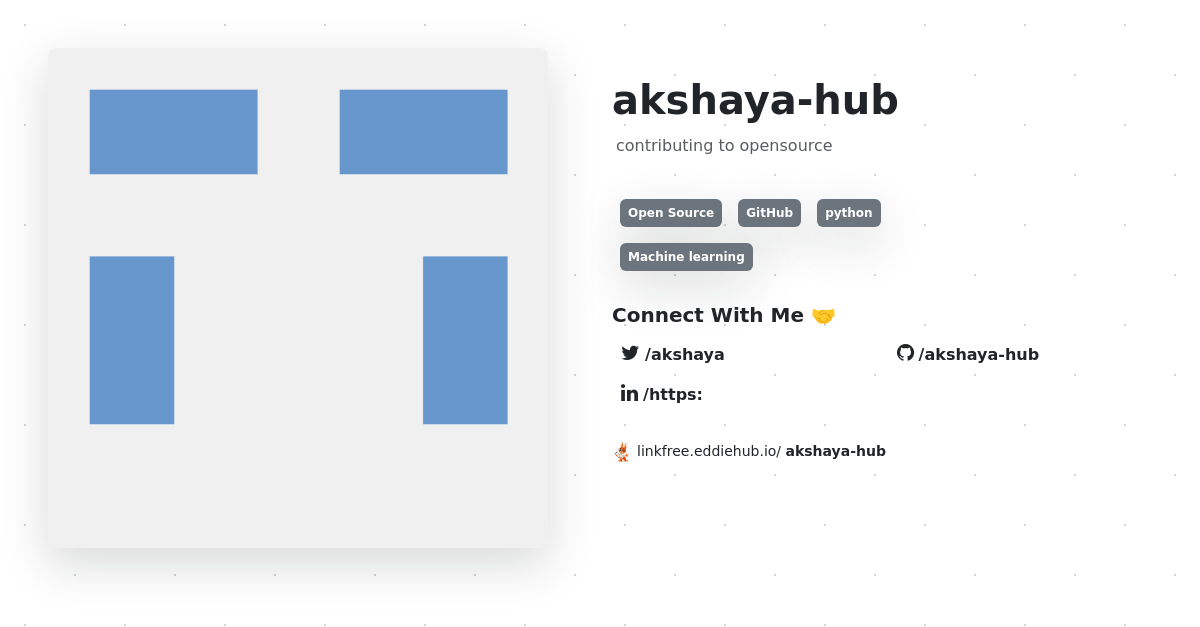 akshaya-hub
contributing to opensource
Open Source GitHub python
Machine learning
Connect With Me 🤝
/akshaya /akshaya-hub
/https:
linkfree.eddiehub.io/ akshaya-hub